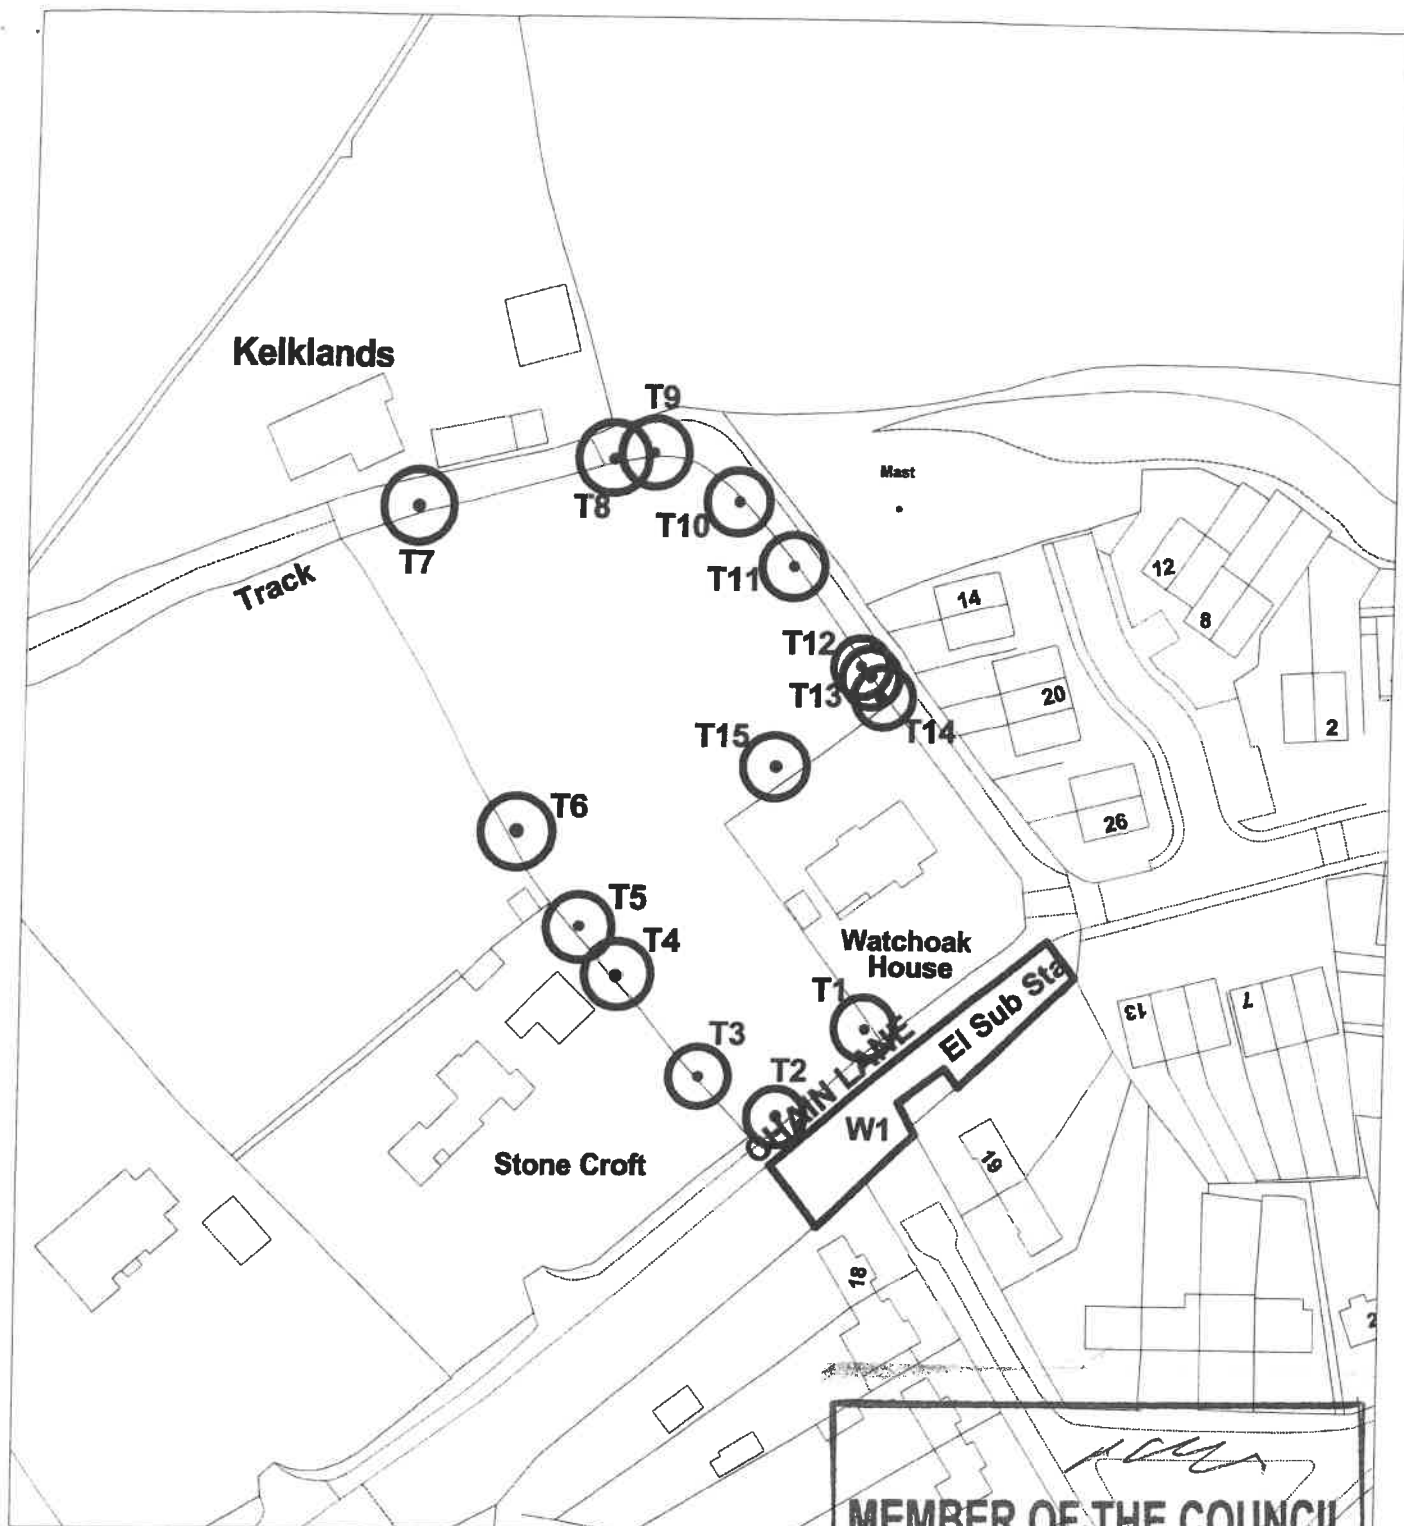 Kelklands
T9
Mast
T8
T10
T7
12
T11
Track
14
8
T12
20
T13
T15
T14
2
T6
26
T5
T4
Watchoak
House
T1
El Sub Sta
13
7
T3
T2
CHAIN LANE
W1
19
Stone Croft
18
2
MEMBER OF THE COUNCIL